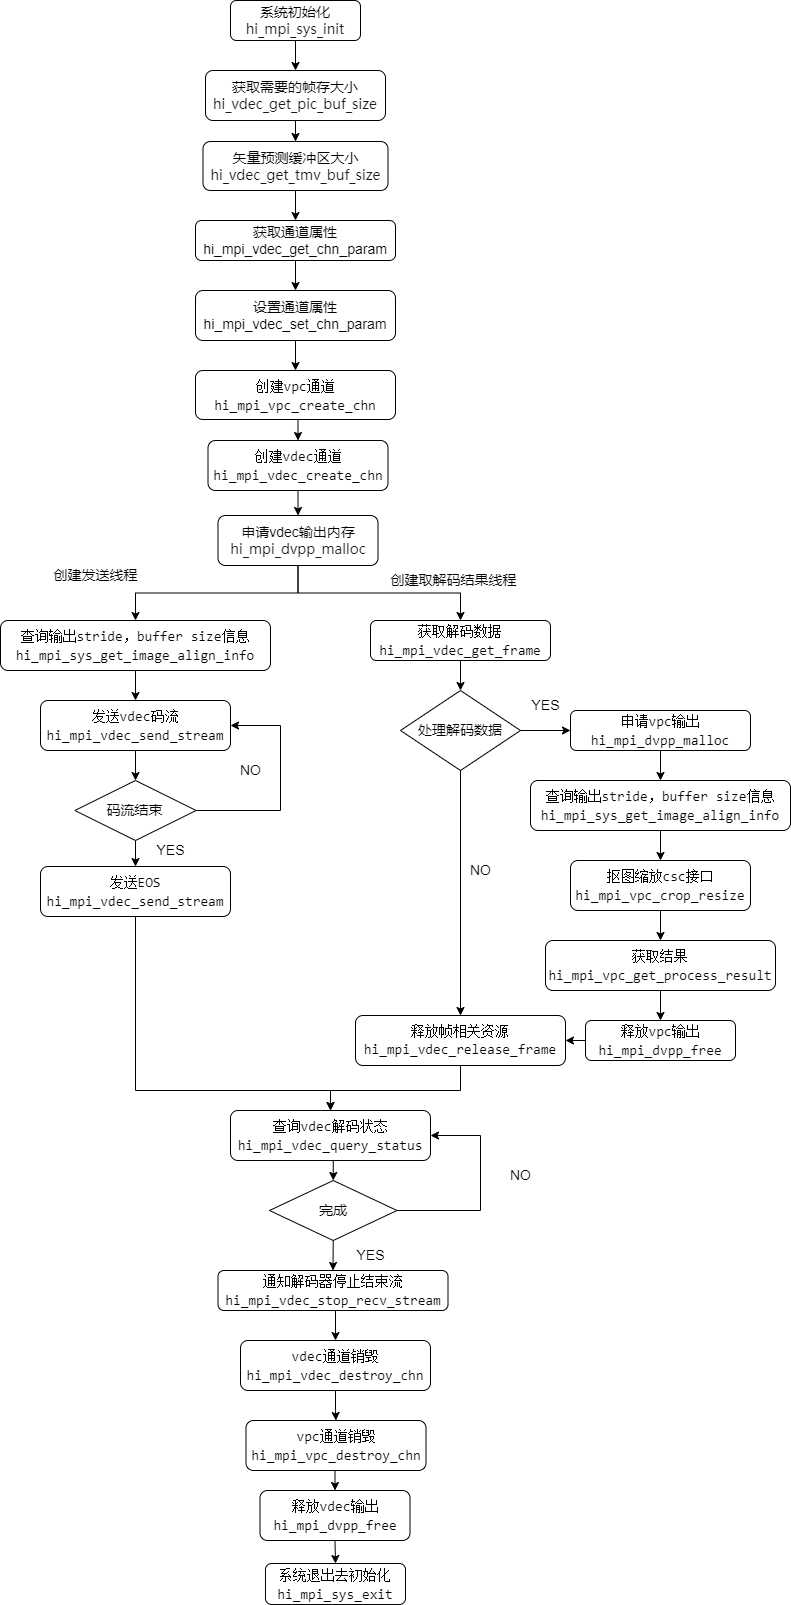 系统初始化
hi_mpi_sys_init
获取需要的帧存大小
hi_vdec_get_pic_buf_size
矢量预测缓冲区大小
hi_vdec_get_tmv_buf_size
获取通道属性
hi_mpi_vdec_get_chn_param
设置通道属性
hi_mpi_vdec_set_chn_param
创建vpc通道
hi_mpi_vpc_create_chn
创建vdec通道
hi_mpi_vdec_create_chn
申请vdec输出内存
hi_mpi_dvpp_malloc
创建发送线程
查询输出stride，buffer size信息
hi_mpi_sys_get_image_align_info
发送vdec码流
hi_mpi_vdec_send_stream
NO
码流结束
YES
发送EOS
hi_mpi_vdec_send_stream
创建取解码结果线程
获取解码数据
hi_mpi_vdec_get_frame
处理解码数据
YES
申请vpc输出
hi_mpi_dvpp_malloc
查询输出stride，buffer size信息
hi_mpi_sys_get_image_align_info
抠图缩放csc接口
hi_mpi_vpc_crop_resize
NO
获取结果
hi_mpi_vpc_get_process_result
释放vpc输出
hi_mpi_dvpp_free
释放帧相关资源
hi_mpi_vdec_release_frame
查询vdec解码状态
hi_mpi_vdec_query_status
NO
完成
YES
通知解码器停止结束流
hi_mpi_vdec_stop_recv_stream
vdec通道销毁
hi_mpi_vdec_destroy_chn
vpc通道销毁
hi_mpi_vpc_destroy_chn
释放vdec输出
hi_mpi_dvpp_free
系统退出去初始化
hi_mpi_sys_exit